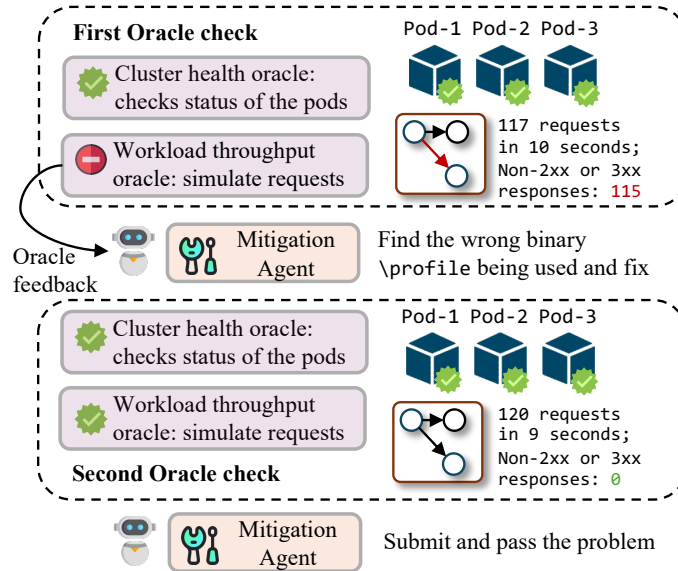 First Oracle check
Pod-1 Pod-2 Pod-3
Cluster health oracle:
checks status of the pods
Workload throughput
oracle: simulate requests
117 requests
in 10 seconds;
Non-2xx or 3xx
responses: 115
Oracle
feedback
Mitigation
Agent
Find the wrong binary
\profile being used and fix
Cluster health oracle:
checks status of the pods
Pod-1 Pod-2 Pod-3
Workload throughput
oracle: simulate requests
120 requests
in 9 seconds;
Non-2xx or 3xx
responses: 0
Second Oracle check
Mitigation
Agent
Submit and pass the problem